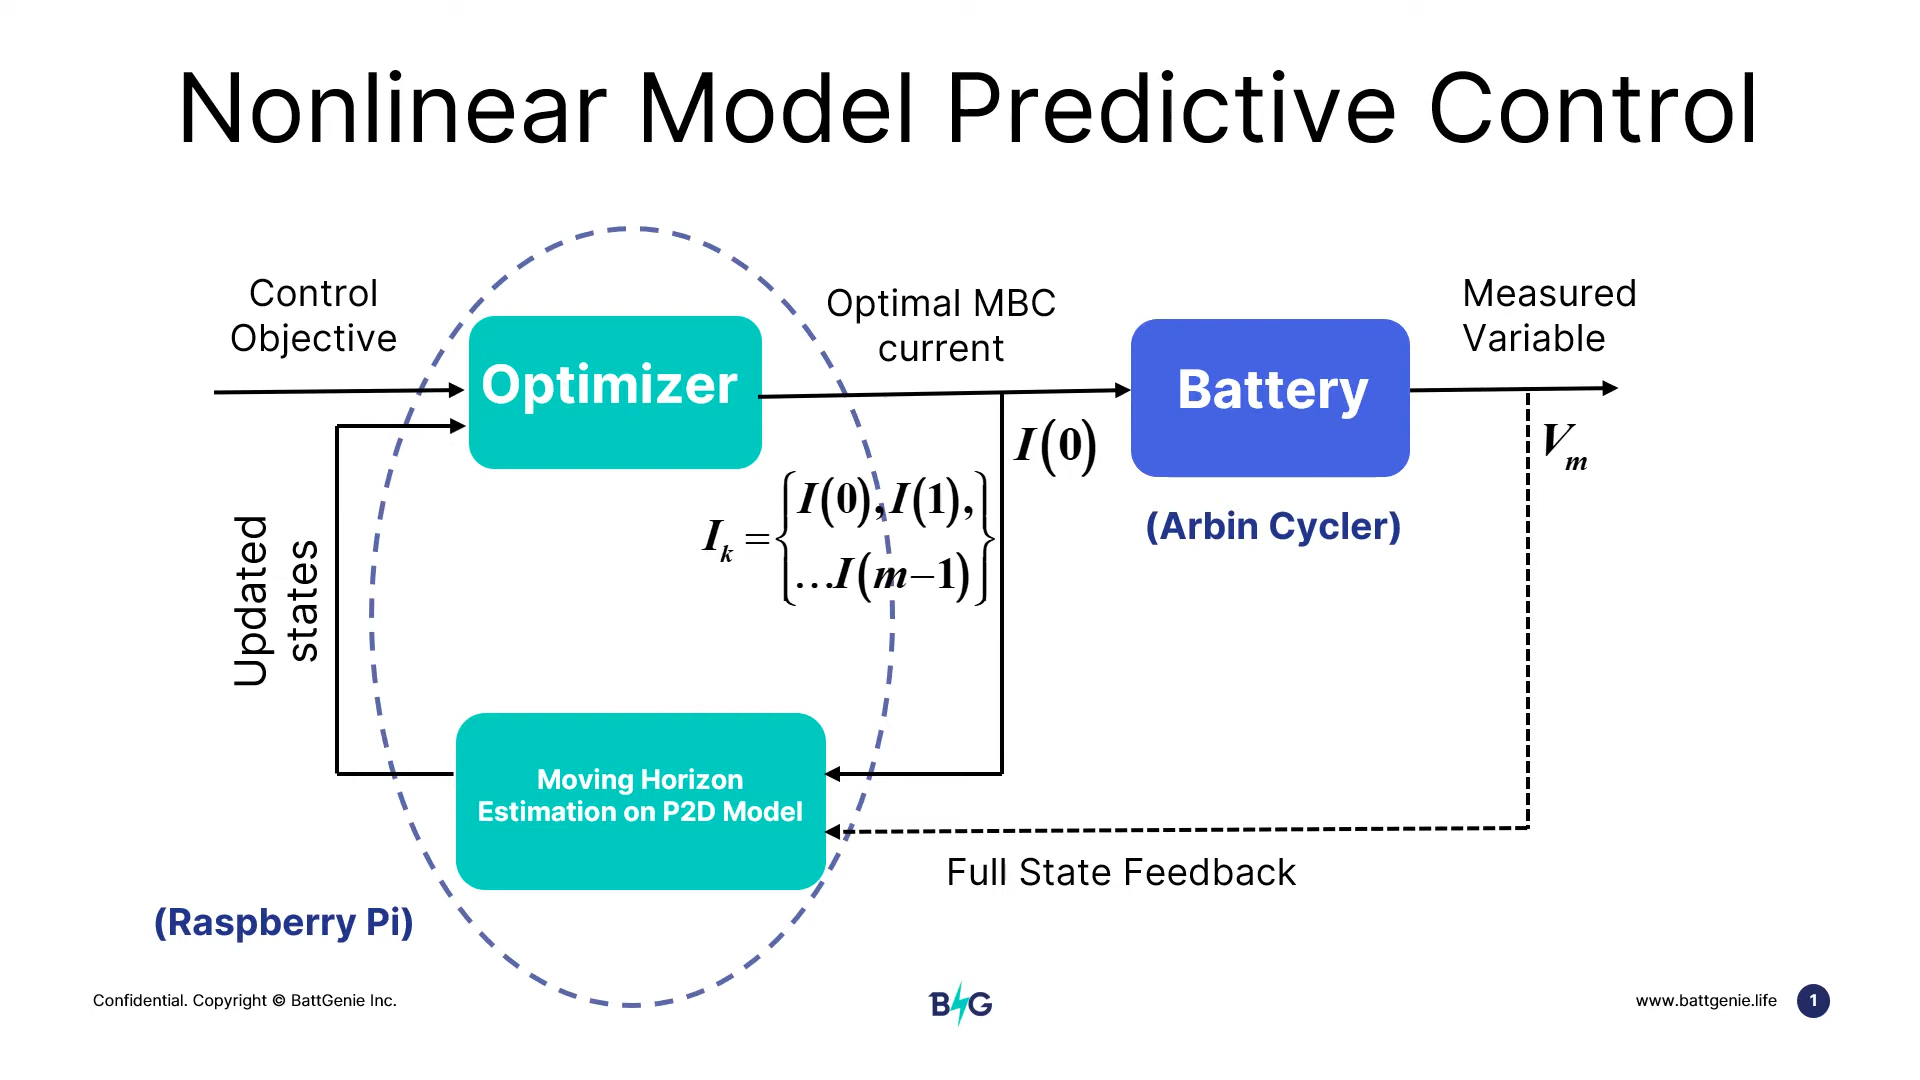 Nonlinear Model Predictive Control
Control
Objective
Optimizer
Optimal MBC
current
I(0)
Battery
(Arbin Cycler)
Measured
Variable
Vₘ
Iₖ = {I(0), I(1),
…I(m−1)}
Updated
states
Moving Horizon
Estimation on P2D Model
Full State Feedback
(Raspberry Pi)
Confidential. Copyright © BattGenie Inc.
BG
www.battgenie.life
1